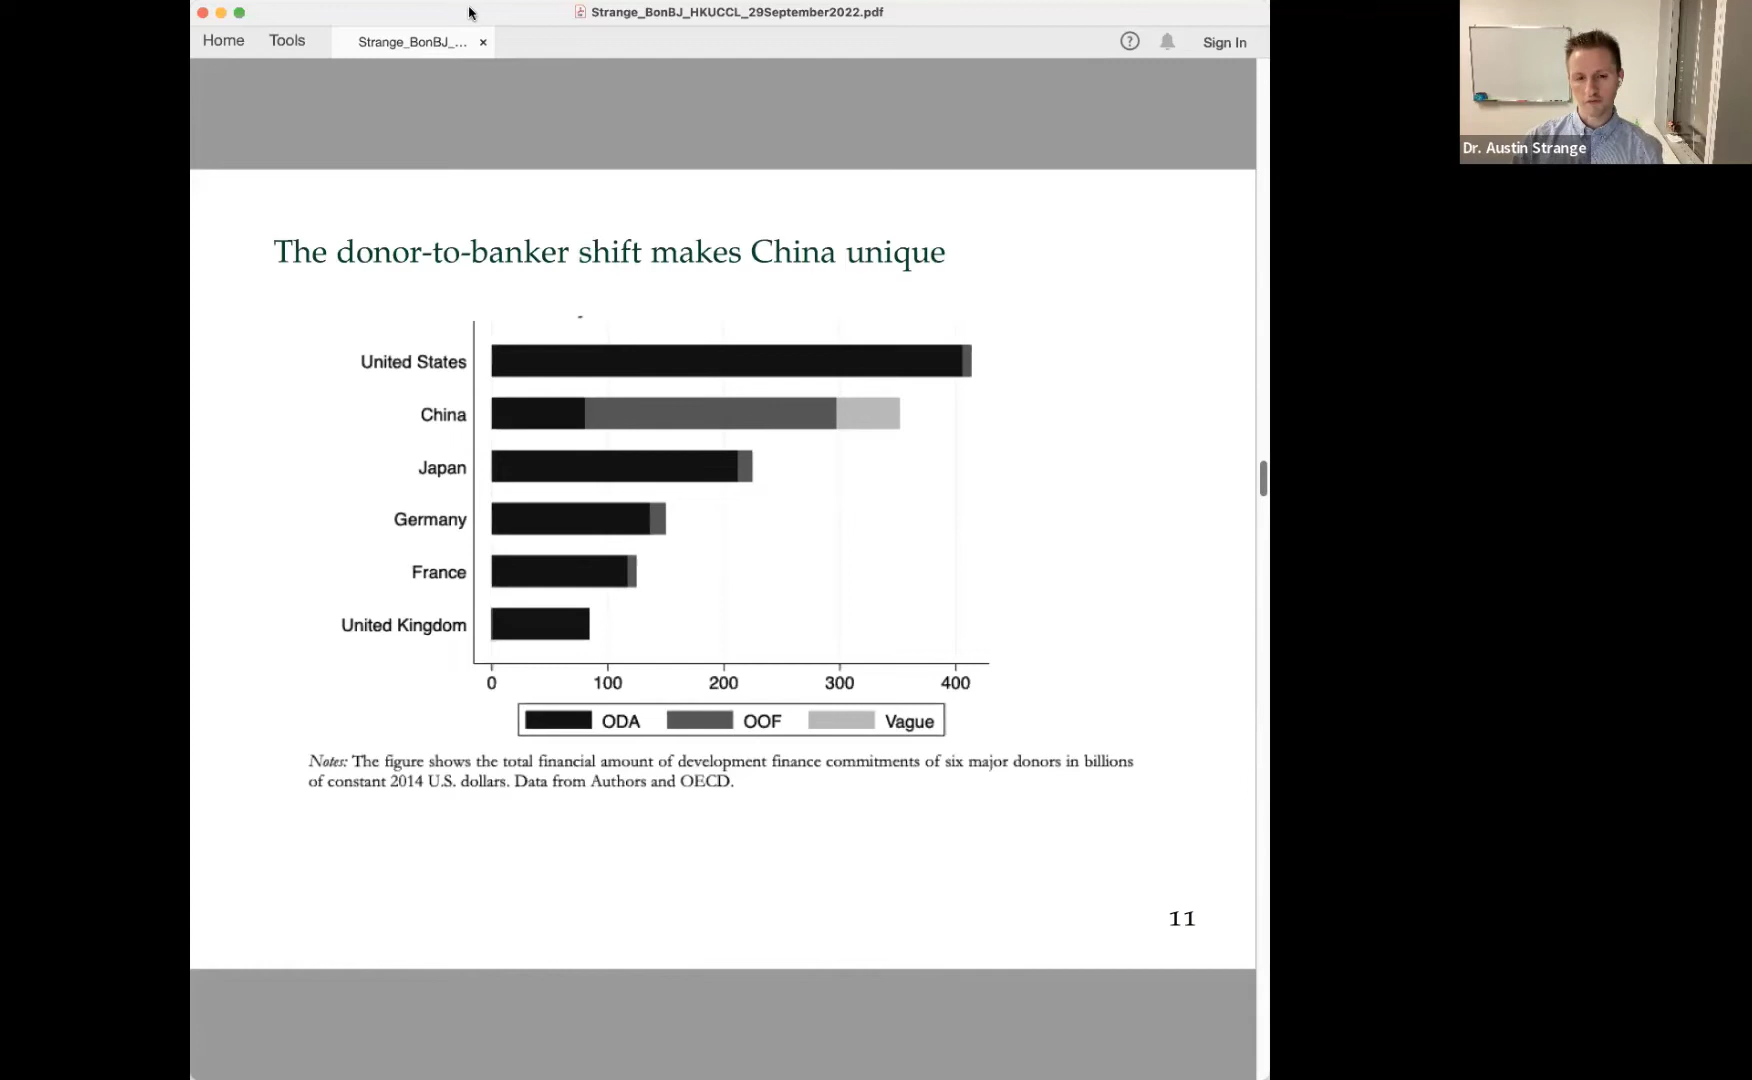 Strange_BonBJ_HKUCCL_29September2022.pdf
Home Tools Strange_BonBJ_... × ? Sign In
Dr. Austin Strange
The donor-to-banker shift makes China unique
United States
China
Japan
Germany
France
United Kingdom
0 100 200 300 400
ODA OOF Vague
Notes: The figure shows the total financial amount of development finance commitments of six major donors in billions
of constant 2014 U.S. dollars. Data from Authors and OECD.
11